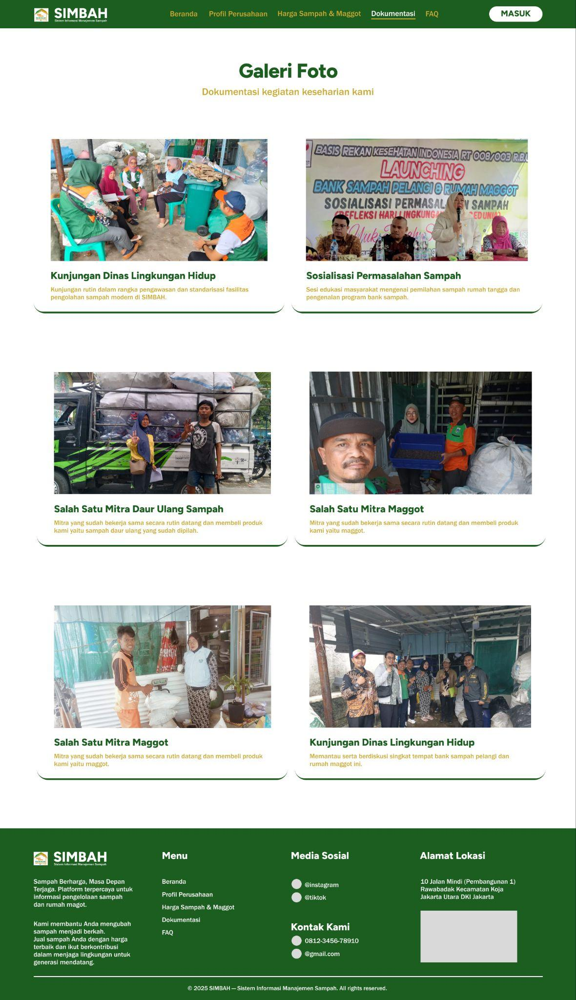 SIMBAH
Sistem Informasi Manajemen Sampah
Beranda
Profil Perusahaan
Harga Sampah & Maggot
Dokumentasi
FAQ
MASUK
Galeri Foto
Dokumentasi kegiatan keseharian kami
BASIS REKAN KESEHATAN INDONESIA RT 008/003
LAUNCHING
BANK SAMPAH PELANGI & RUMAH MAGGOT
SOSIALISASI
SAMPAH
Kunjungan Dinas Lingkungan Hidup
Kunjungan rutin dalam rangka pengawasan dan standarisasi fasilitas
pengolahan sampah modern di SIMBAH.
Sosialisasi Permasalahan Sampah
Sesi edukasi masyarakat mengenai pemilahan sampah rumah tangga dan
pengenalan program bank sampah.
Salah Satu Mitra Daur Ulang Sampah
Mitra yang sudah bekerja sama secara rutin datang dan membeli produk
kami yaitu sampah daur ulang yang sudah dipilah.
Salah Satu Mitra Maggot
Mitra yang sudah bekerja sama secara rutin datang dan membeli produk
kami yaitu maggot.
Salah Satu Mitra Maggot
Mitra yang sudah bekerja sama secara rutin datang dan membeli produk
kami yaitu maggot.
Kunjungan Dinas Lingkungan Hidup
Memantau serta berdiskusi singkat tempat bank sampah pelangi dan
rumah maggot ini.
SIMBAH
Sistem Informasi Manajemen Sampah
Sampah Berharga, Masa Depan
Terjaga. Platform terpercaya untuk
informasi pengelolaan sampah
dan rumah magot.
Kami membantu Anda mengubah
sampah menjadi berkah.
Jual sampah Anda dengan harga
terbaik dan ikut berkontribusi
dalam menjaga lingkungan untuk
generasi mendatang.
Menu
Beranda
Profil Perusahaan
Harga Sampah & Maggot
Dokumentasi
FAQ
Media Sosial
@instagram
@tiktok
Kontak Kami
0812-3456-78910
@gmail.com
Alamat Lokasi
10 Jalan Mindi (Pembangunan 1)
Rawabadak Kecamatan Koja
Jakarta Utara DKI Jakarta
© 2025 SIMBAH — Sistem Informasi Manajemen Sampah. All rights reserved.